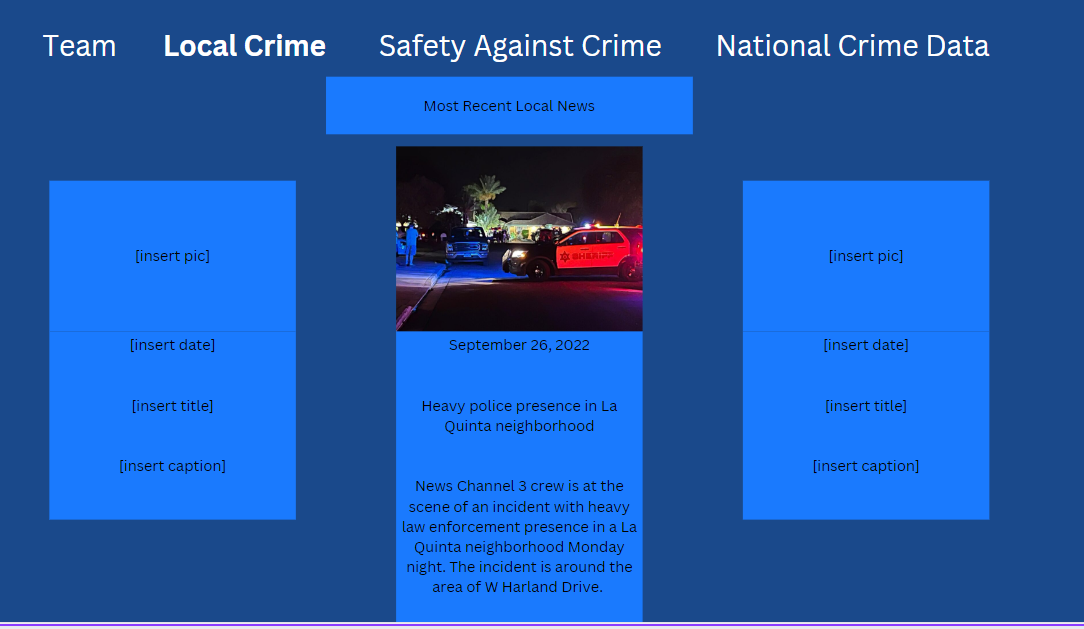 Team Local Crime Safety Against Crime National Crime Data
Most Recent Local News
SHERIFF
[insert pic]
[insert date]
[insert title]
[insert caption]
September 26, 2022
Heavy police presence in La
Quinta neighborhood
News Channel 3 crew is at the
scene of an incident with heavy
law enforcement presence in a La
Quinta neighborhood Monday
night. The incident is around the
area of W Harland Drive.
[insert pic]
[insert date]
[insert title]
[insert caption]